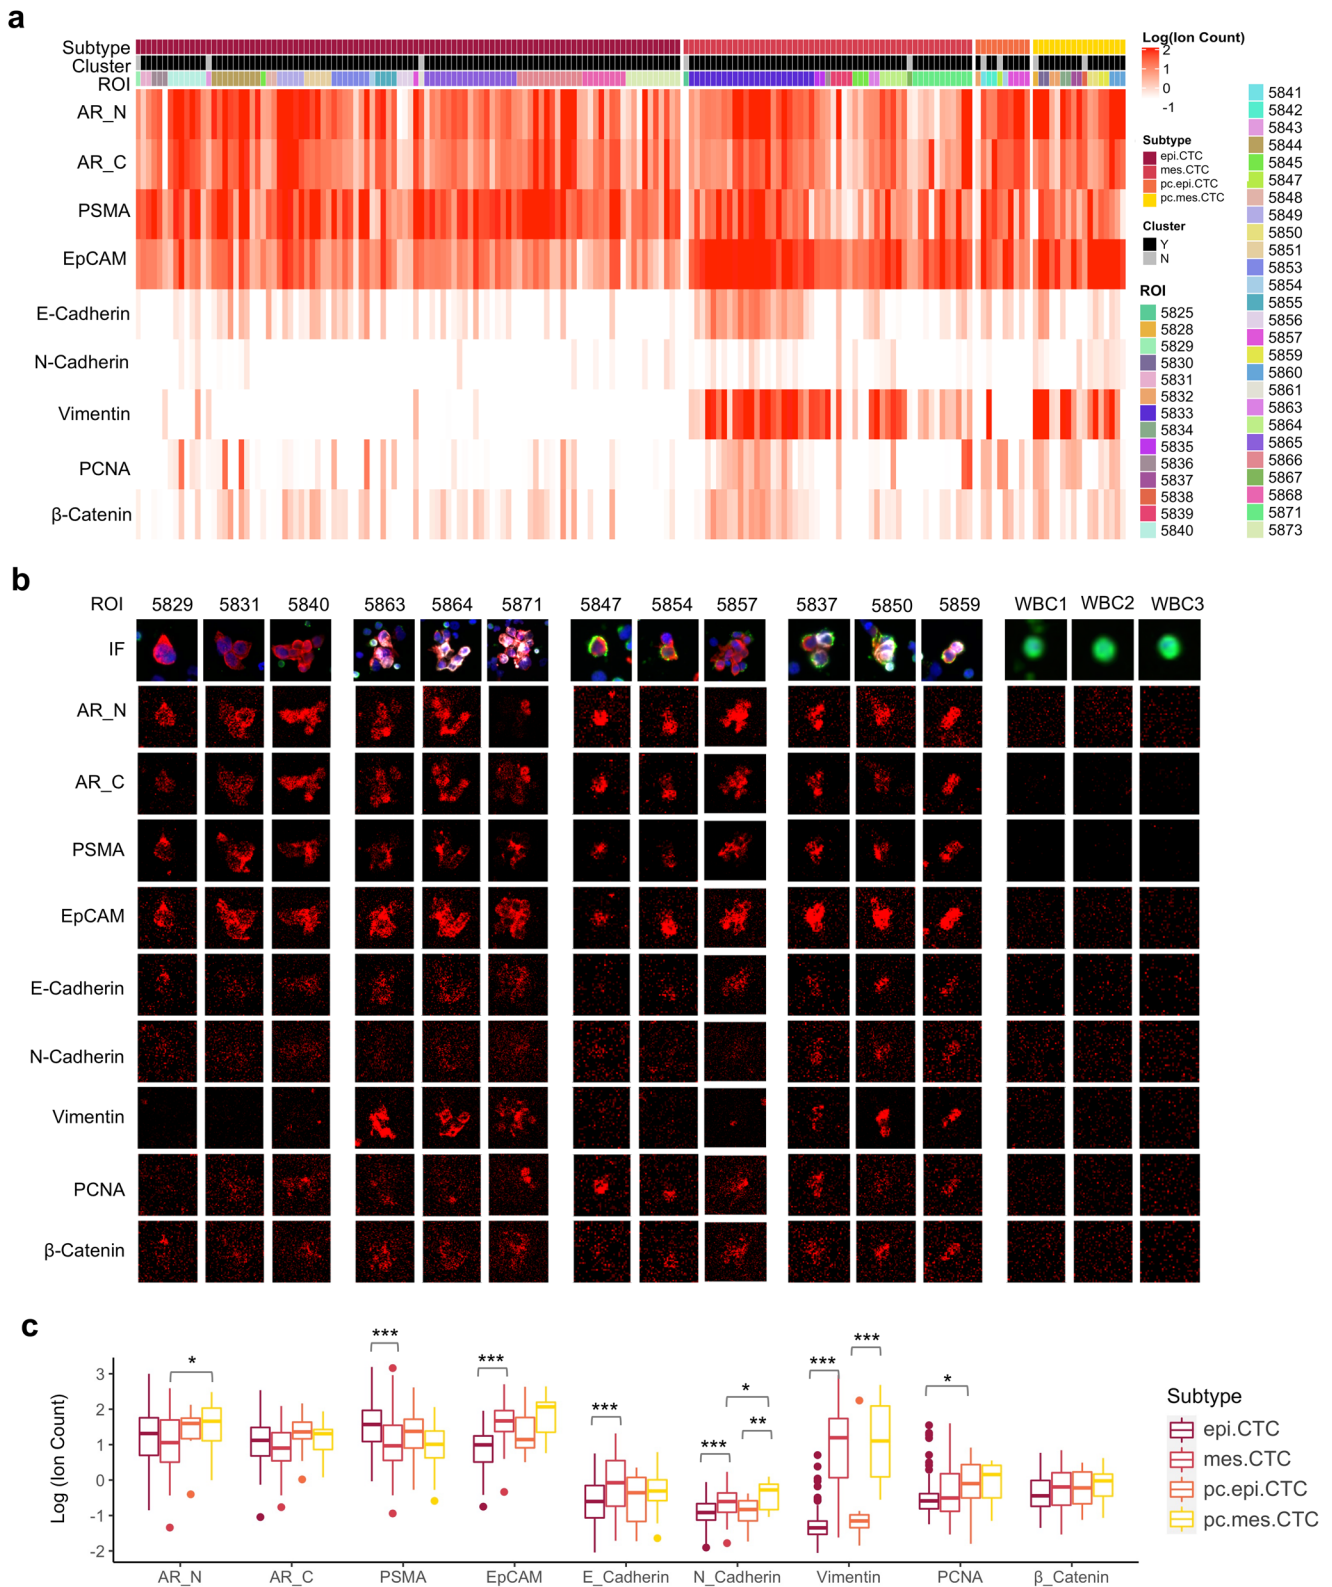 a
Subtype
Cluster
ROI
AR_N
AR_C
PSMA
EpCAM
E-Cadherin
N-Cadherin
Vimentin
PCNA
β-Catenin
Log(Ion Count)
2
1
0
-1
Subtype
epi.CTC
mes.CTC
pc.epi.CTC
pc.mes.CTC
Cluster
Y
N
ROI
5825
5828
5829
5830
5831
5832
5833
5834
5835
5836
5837
5838
5839
5840
5841
5842
5843
5844
5845
5847
5848
5849
5850
5851
5853
5854
5855
5856
5857
5859
5860
5861
5863
5864
5865
5866
5867
5868
5871
5873
b
ROI 5829 5831 5840 5863 5864 5871 5847 5854 5857 5837 5850 5859 WBC1 WBC2 WBC3
IF
AR_N
AR_C
PSMA
EpCAM
E-Cadherin
N-Cadherin
Vimentin
PCNA
β-Catenin
c
Log (Ion Count)
3
2
1
0
-1
-2
*
***
***
***
***
*
**
***
***
*
AR_N AR_C PSMA EpCAM E_Cadherin N_Cadherin Vimentin PCNA β_Catenin
Subtype
epi.CTC
mes.CTC
pc.epi.CTC
pc.mes.CTC